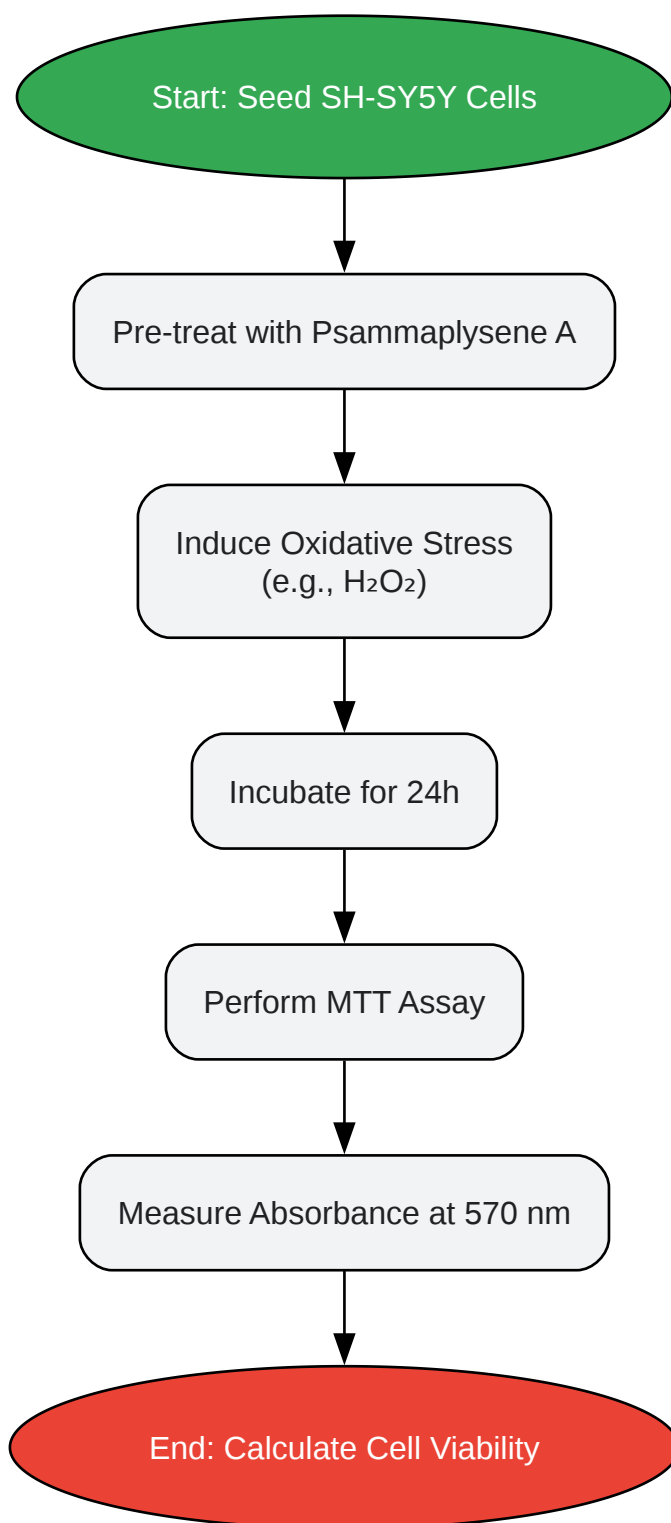 Start: Seed SH-SY5Y Cells
Pre-treat with Psammaplysene A
Induce Oxidative Stress
(e.g., H₂O₂)
Incubate for 24h
Perform MTT Assay
Measure Absorbance at 570 nm
End: Calculate Cell Viability